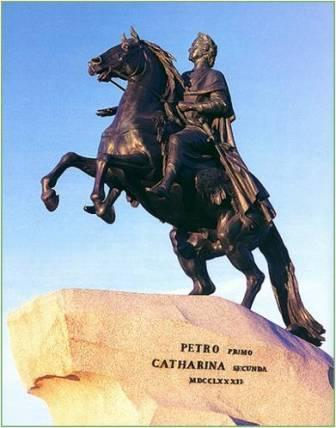 PETRO PRIMO
CATHARINA SECUNDA
MDCCLXXXII